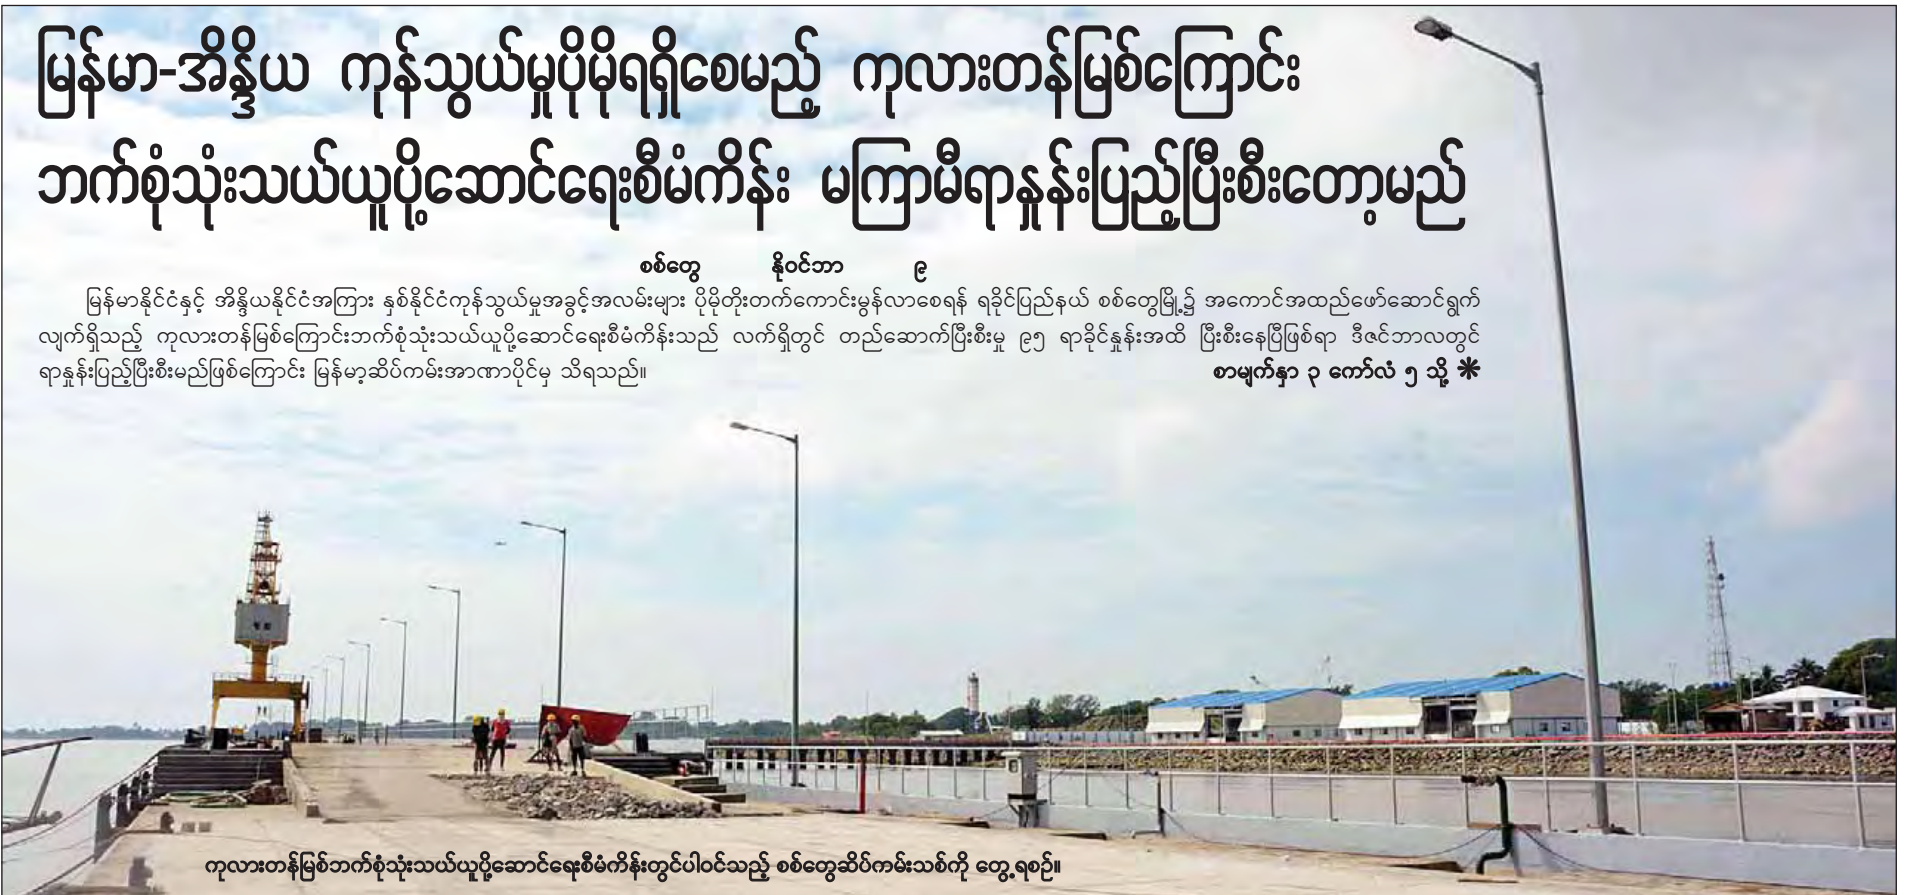 မြန်မာ-အိန္ဒိယ ကုန်သွယ်မှုပိုမိုရရှိစေမည့် ကုလားတန်မြစ်ကြောင်း
ဘက်စုံသုံးသယ်ယူပို့ဆောင်ရေးစီမံကိန်း မကြာမီရာနှုန်းပြည့်ပြီးစီးတော့မည်
စစ်တွေ နိုဝင်ဘာ ၉
မြန်မာနိုင်ငံနှင့် အိန္ဒိယနိုင်ငံအကြား နှစ်နိုင်ငံကုန်သွယ်မှုအခွင့်အလမ်းများ ပိုမိုတိုးတက်ကောင်းမွန်လာစေရန် ရခိုင်ပြည်နယ် စစ်တွေမြို့၌ အကောင်အထည်ဖော်ဆောင်ရွက်
လျက်ရှိသည့် ကုလားတန်မြစ်ကြောင်းဘက်စုံသုံးသယ်ယူပို့ဆောင်ရေးစီမံကိန်းသည် လက်ရှိတွင် တည်ဆောက်ပြီးစီးမှု ၉၅ ရာခိုင်နှုန်းအထိ ပြီးစီးနေပြီဖြစ်ရာ ဒီဇင်ဘာလတွင်
ရာနှုန်းပြည့်ပြီးစီးမည်ဖြစ်ကြောင်း မြန်မာ့ဆိပ်ကမ်းအာဏာပိုင်မှ သိရသည်။
စာမျက်နှာ ၃ ကော်လံ ၅ သို့ ✱
ကုလားတန်မြစ်ဘက်စုံသုံးသယ်ယူပို့ဆောင်ရေးစီမံကိန်းတွင်ပါဝင်သည့် စစ်တွေဆိပ်ကမ်းသစ်ကို တွေ့ရစဉ်။